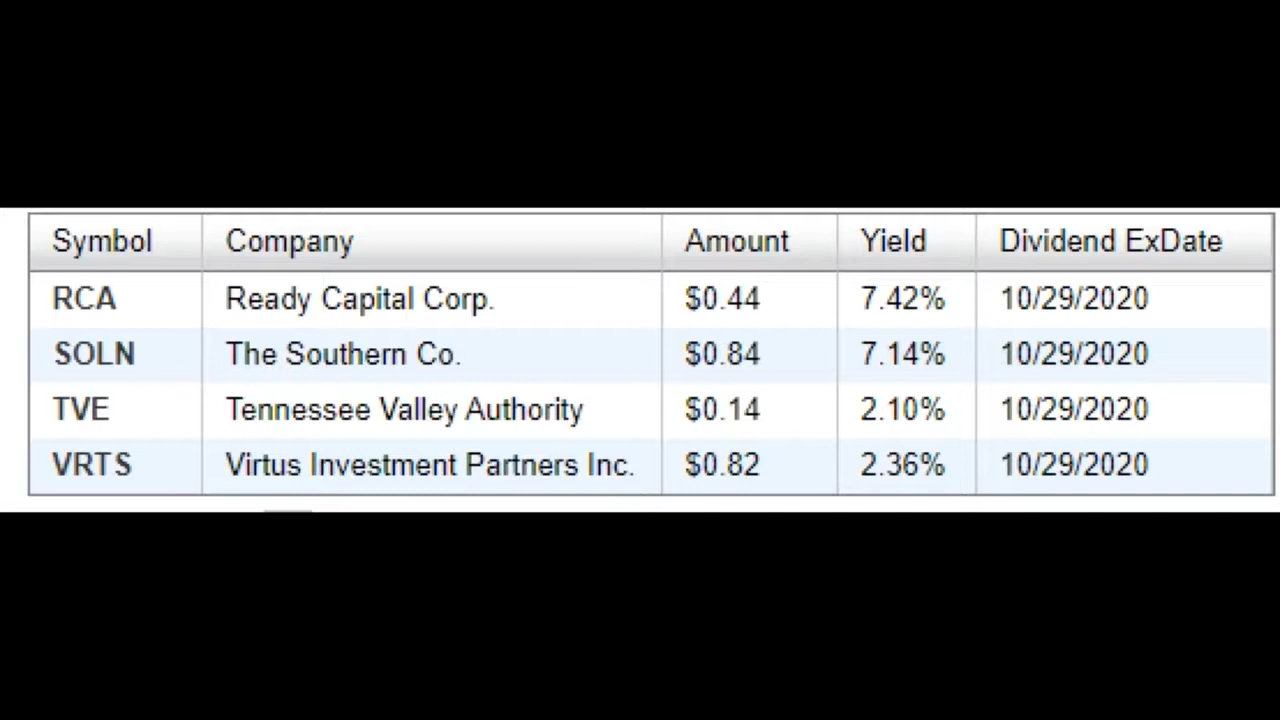 Symbol Company Amount Yield Dividend ExDate
RCA Ready Capital Corp. $0.44 7.42% 10/29/2020
SOLN The Southern Co. $0.84 7.14% 10/29/2020
TVE Tennessee Valley Authority $0.14 2.10% 10/29/2020
VRTS Virtus Investment Partners Inc. $0.82 2.36% 10/29/2020